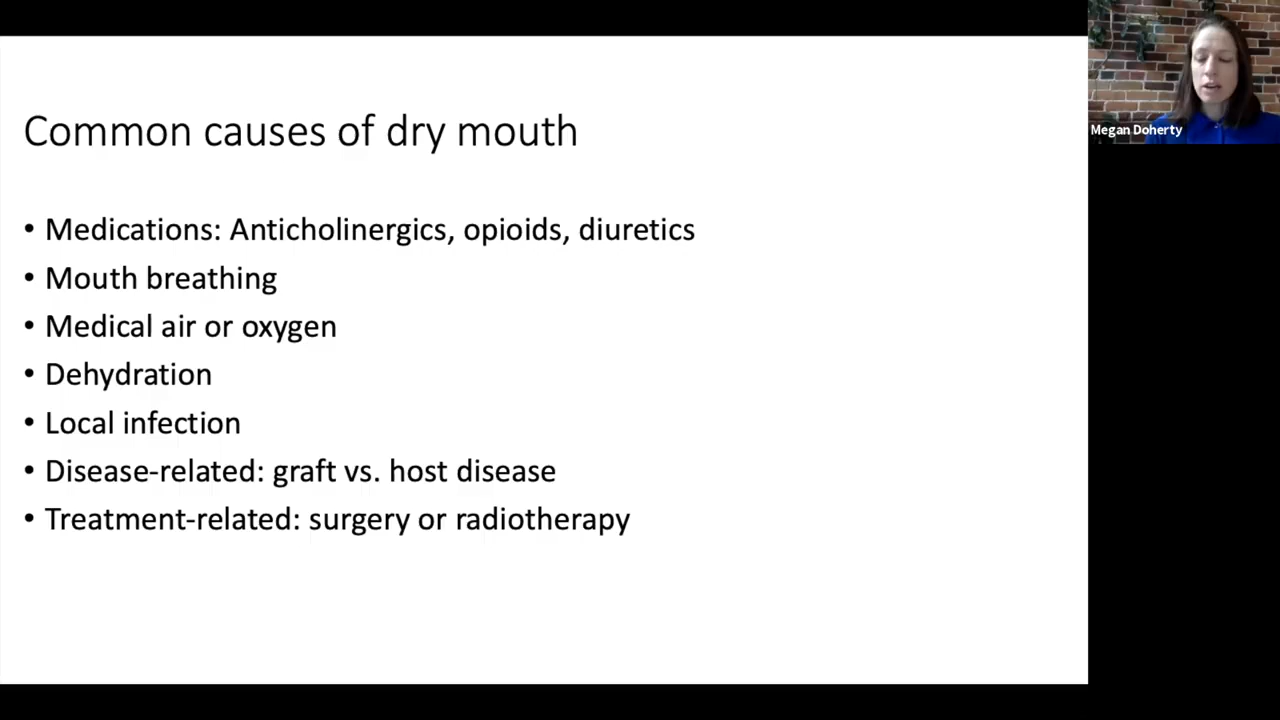 Common causes of dry mouth
• Medications: Anticholinergics, opioids, diuretics
• Mouth breathing
• Medical air or oxygen
• Dehydration
• Local infection
• Disease-related: graft vs. host disease
• Treatment-related: surgery or radiotherapy
Megan Doherty